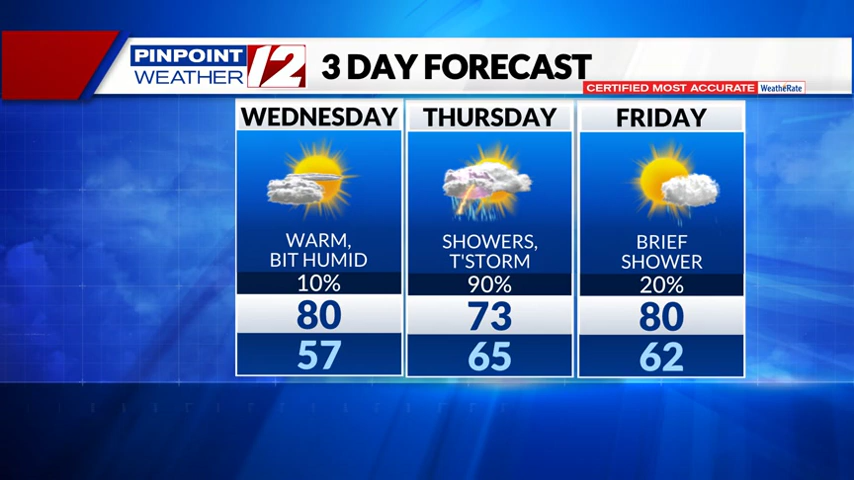 PINPOINT
WEATHER 12
3 DAY FORECAST
CERTIFIED MOST ACCURATE WeatheRate
WEDNESDAY
WARM,
BIT HUMID
10%
80
57
THURSDAY
SHOWERS,
T'STORM
90%
73
65
FRIDAY
BRIEF
SHOWER
20%
80
62